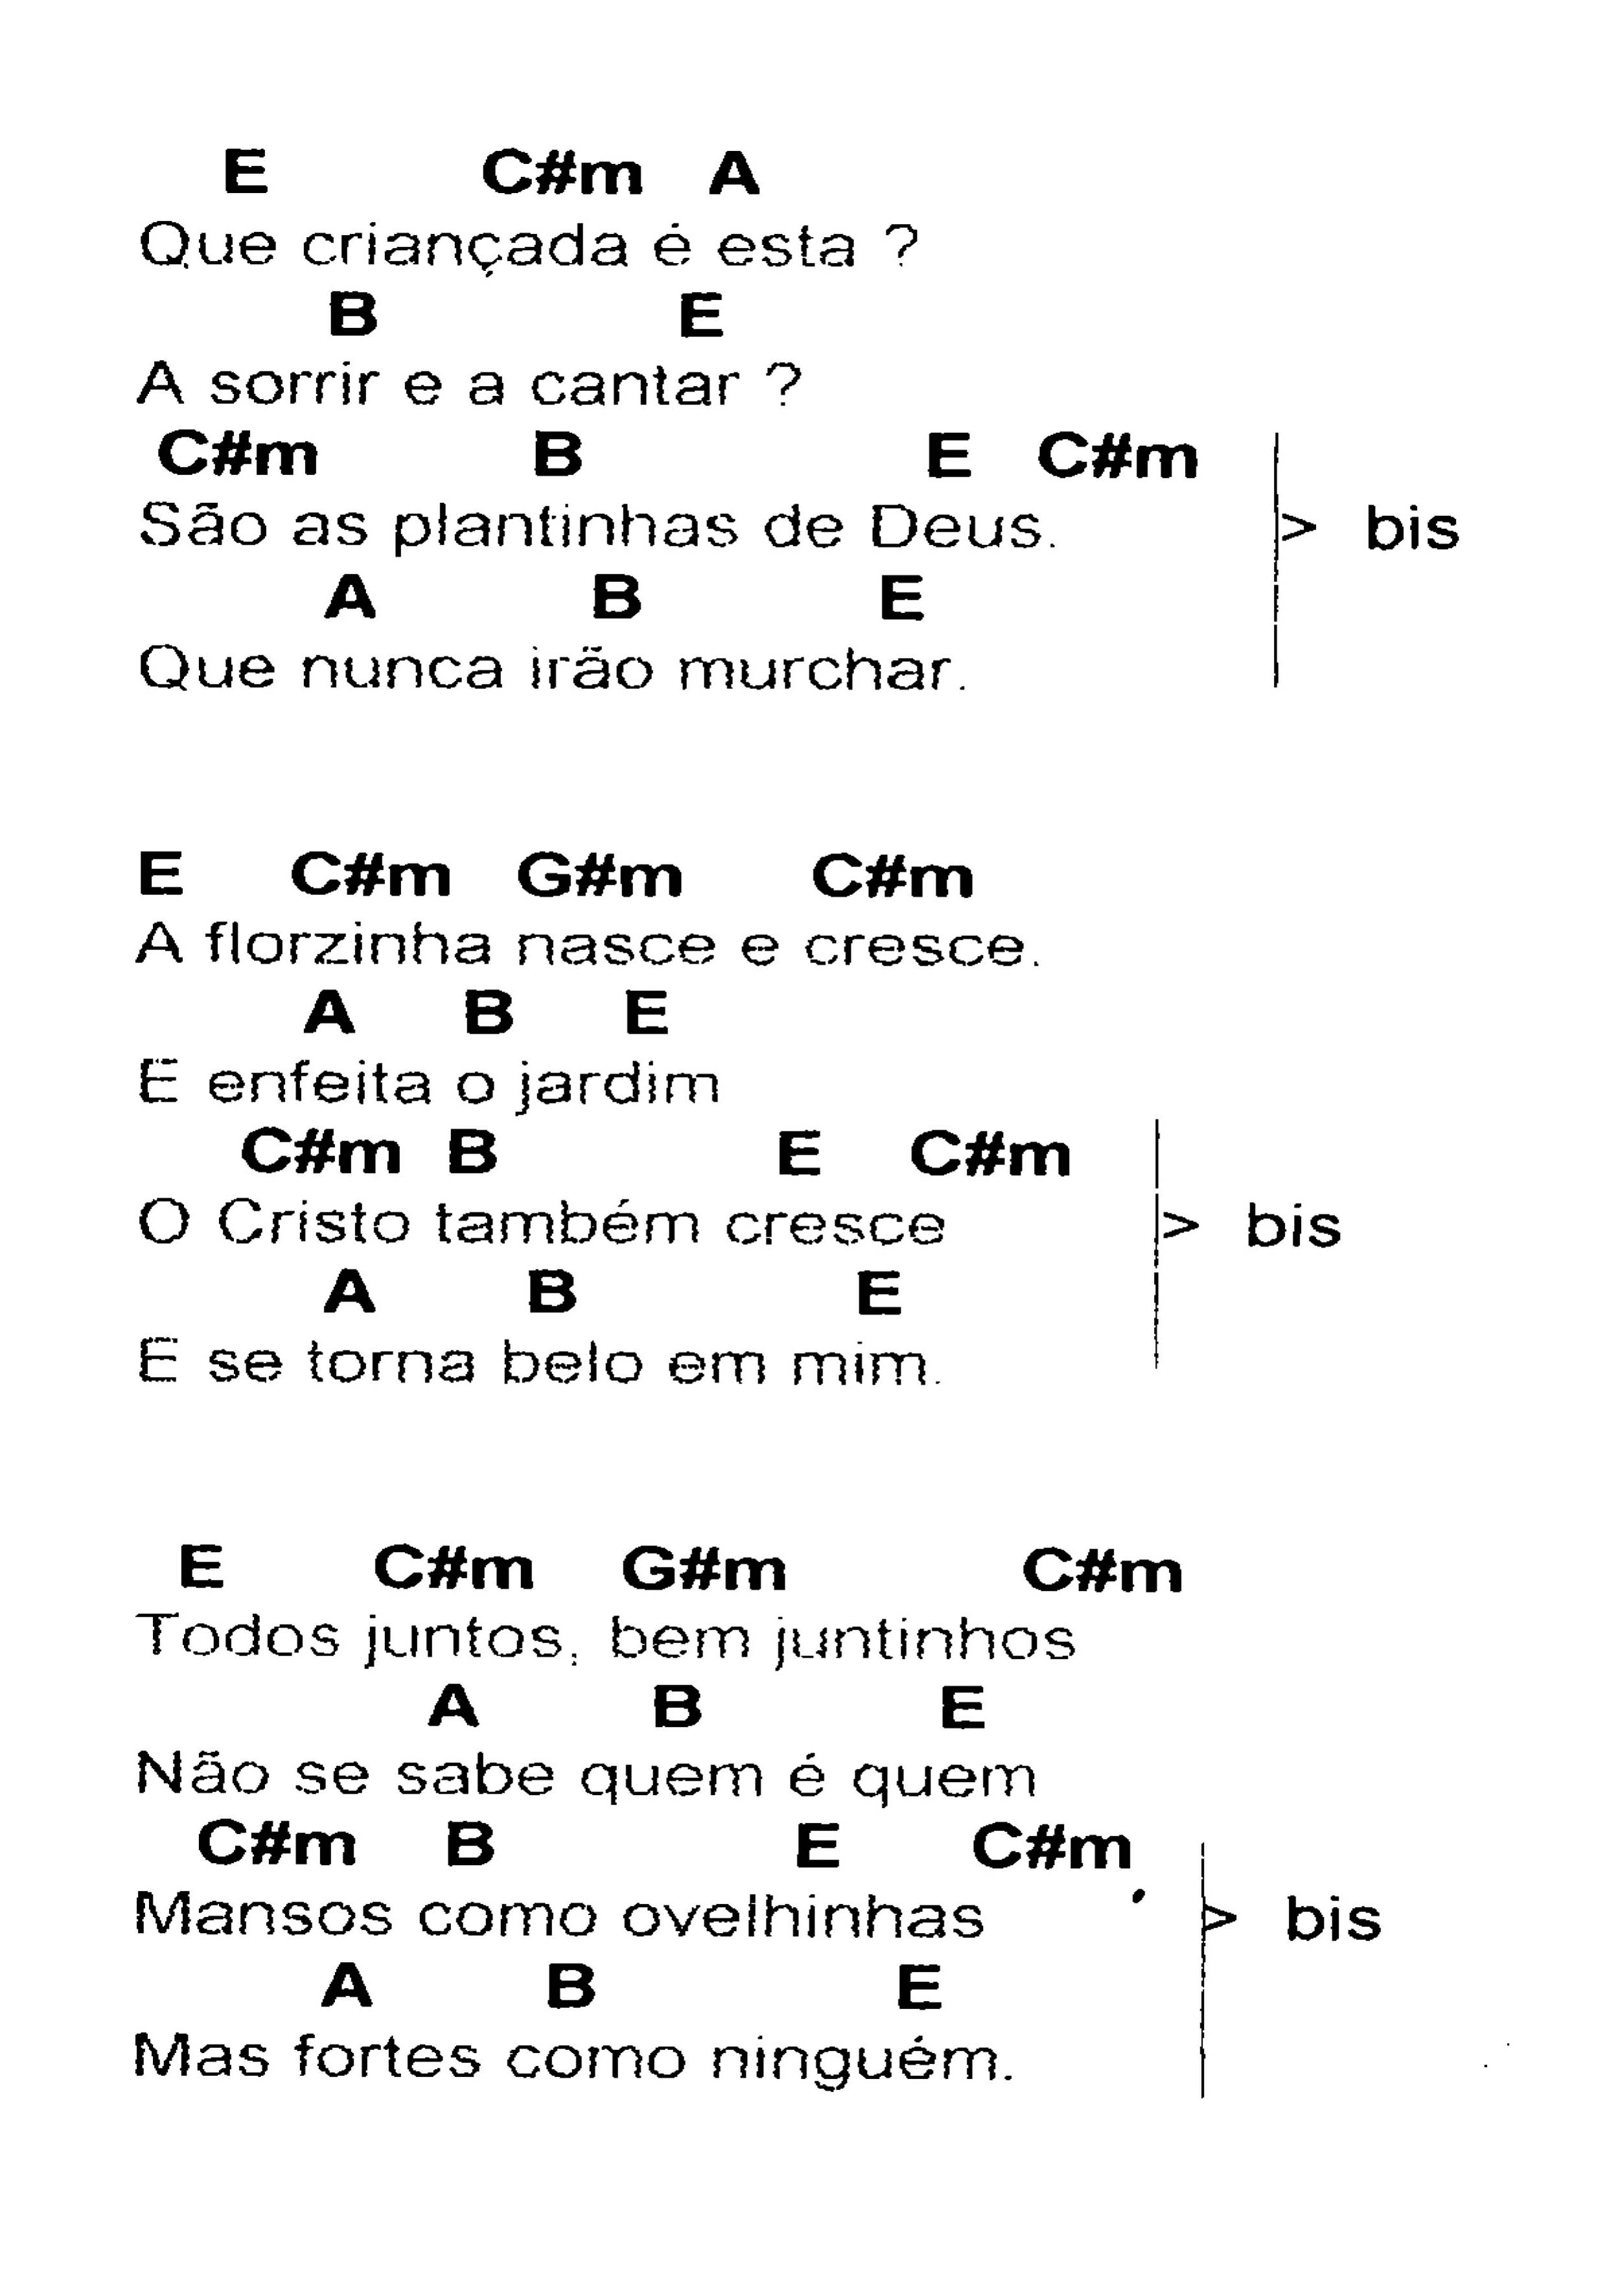 E C#m A
Que criançada é esta ?
B E
A sorrir e a cantar ?
C#m B E C#m
São as plantinhas de Deus. > bis
A B E
Que nunca irão murchar.
E C#m G#m C#m
A florzinha nasce e cresce.
A B E
E enfeita o jardim
C#m B E C#m
O Cristo também cresce > bis
A B E
E se torna belo em mim.
E C#m G#m C#m
Todos juntos, bem juntinhos
A B E
Não se sabe quem é quem
C#m B E C#m
Mansos como ovelhinhas > bis
A B E
Mas fortes como ninguém.